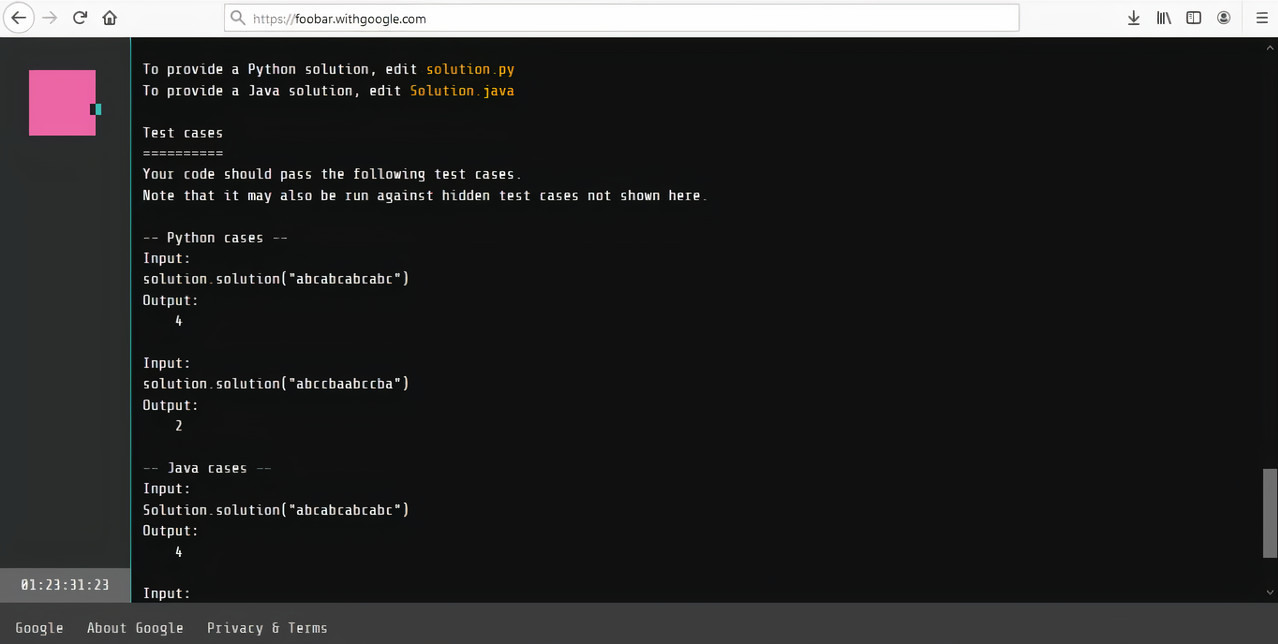 https://foobar.withgoogle.com
To provide a Python solution, edit solution.py
To provide a Java solution, edit Solution.java
Test cases
==========
Your code should pass the following test cases.
Note that it may also be run against hidden test cases not shown here.
-- Python cases --
Input:
solution.solution("abcabcabcabc")
Output:
4
Input:
solution.solution("abccbaabccba")
Output:
2
-- Java cases --
Input:
Solution.solution("abcabcabcabc")
Output:
4
Input:
01:23:31:23
Google About Google Privacy & Terms